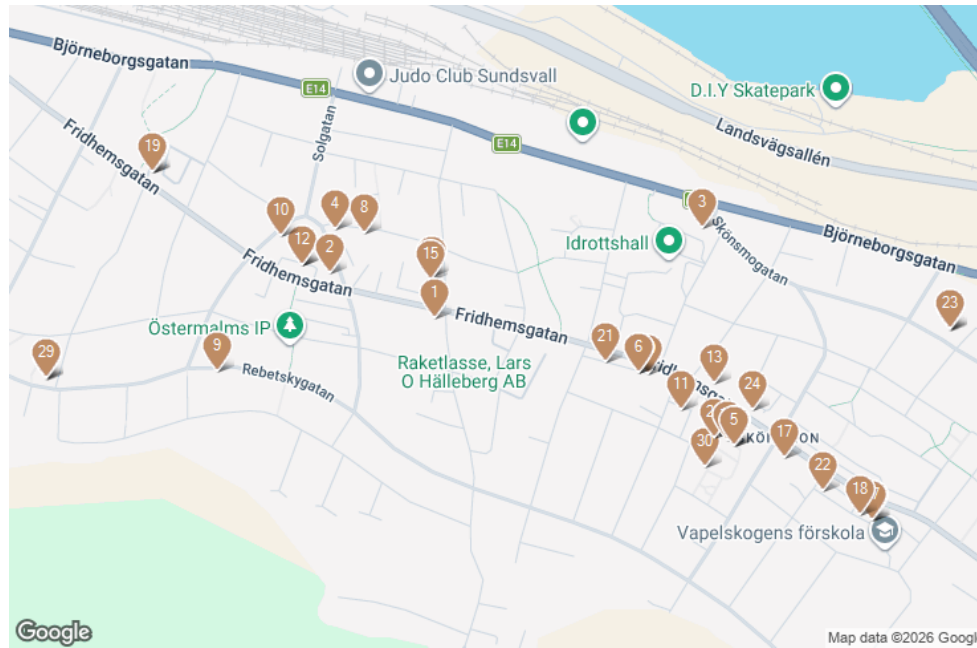 Björneborgsgatan
E14
Judo Club Sundsvall
D.I.Y Skatepark
Landsvägsallén
Fridhemsgatan
Solgatan
E14
19
10
4
8
3
Skönsmogatan
Björneborgsgatan
12
2
15
Idrottshall
Fridhemsgatan
1
Fridhemsgatan
23
Östermalms IP
29
9
Rebetskygatan
Raketlasse, Lars
O Hälleberg AB
21
6
13
11
24
5
30
17
22
18
7
Vapelskogens förskola
Google
Map data ©2026 Google